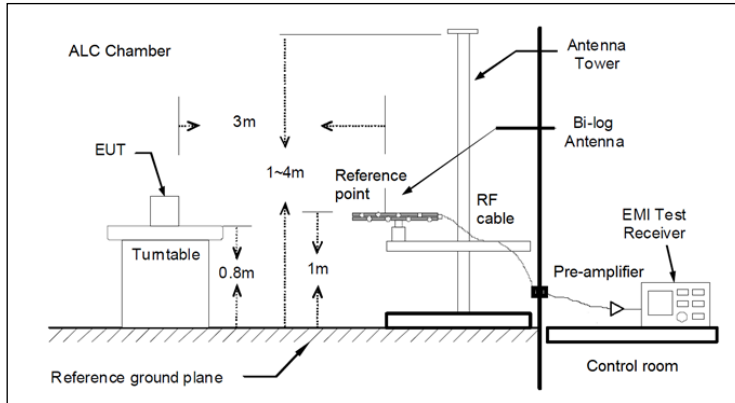 ALC Chamber
Antenna
Tower
3m
Bi-log
Antenna
EUT
1~4m
Reference
point
RF
cable
EMI Test
Receiver
Turntable
0.8m
1m
Pre-amplifier
Control room
Reference ground plane